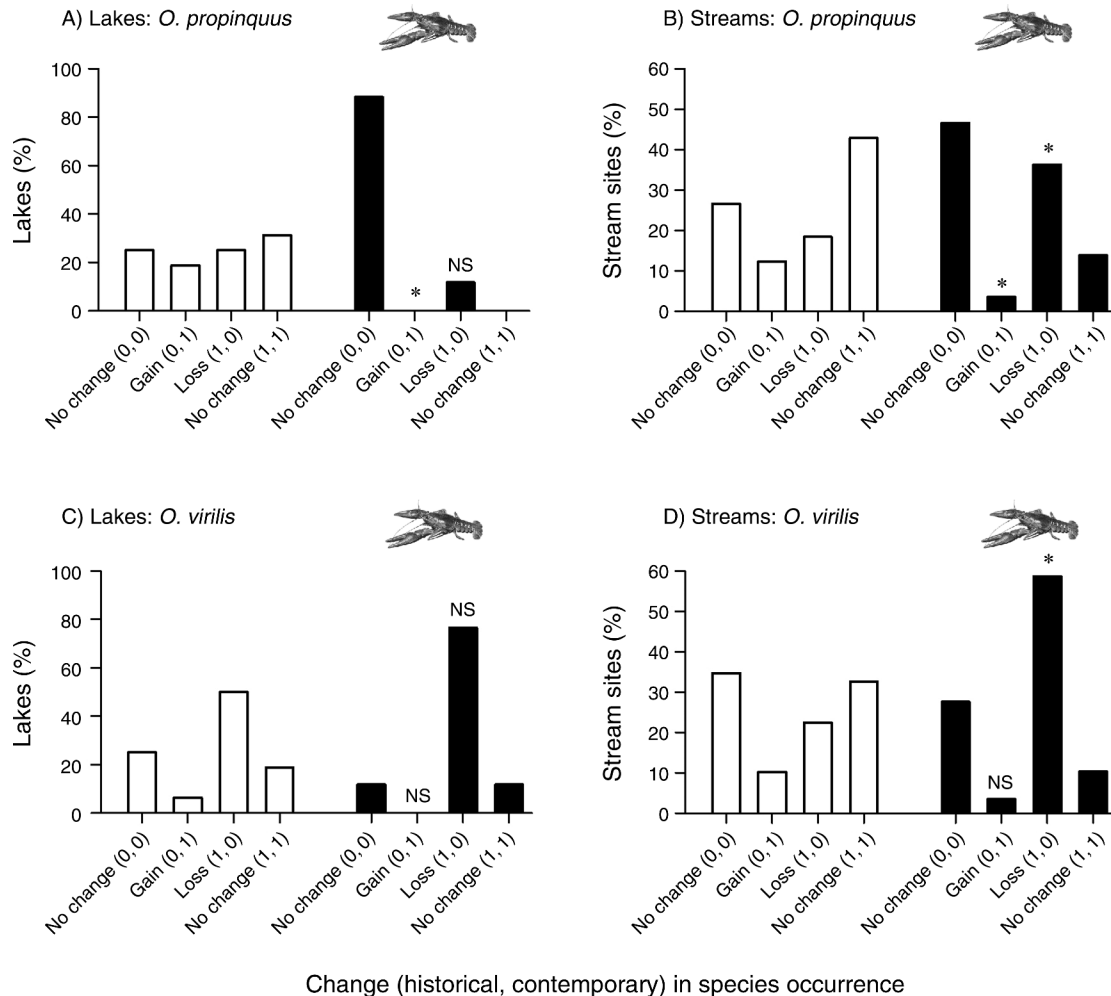 A) Lakes: O. propinquus
100
80
60
40
20
0
Lakes (%)
*
NS
No change (0, 0)
Gain (0, 1)
Loss (1, 0)
No change (1, 1)
No change (0, 0)
Gain (0, 1)
Loss (1, 0)
No change (1, 1)
B) Streams: O. propinquus
60
50
40
30
20
10
0
Stream sites (%)
*
*
No change (0, 0)
Gain (0, 1)
Loss (1, 0)
No change (1, 1)
No change (0, 0)
Gain (0, 1)
Loss (1, 0)
No change (1, 1)
C) Lakes: O. virilis
100
80
60
40
20
0
Lakes (%)
NS
NS
No change (0, 0)
Gain (0, 1)
Loss (1, 0)
No change (1, 1)
No change (0, 0)
Gain (0, 1)
Loss (1, 0)
No change (1, 1)
D) Streams: O. virilis
60
50
40
30
20
10
0
Stream sites (%)
NS
*
No change (0, 0)
Gain (0, 1)
Loss (1, 0)
No change (1, 1)
No change (0, 0)
Gain (0, 1)
Loss (1, 0)
No change (1, 1)
Change (historical, contemporary) in species occurrence